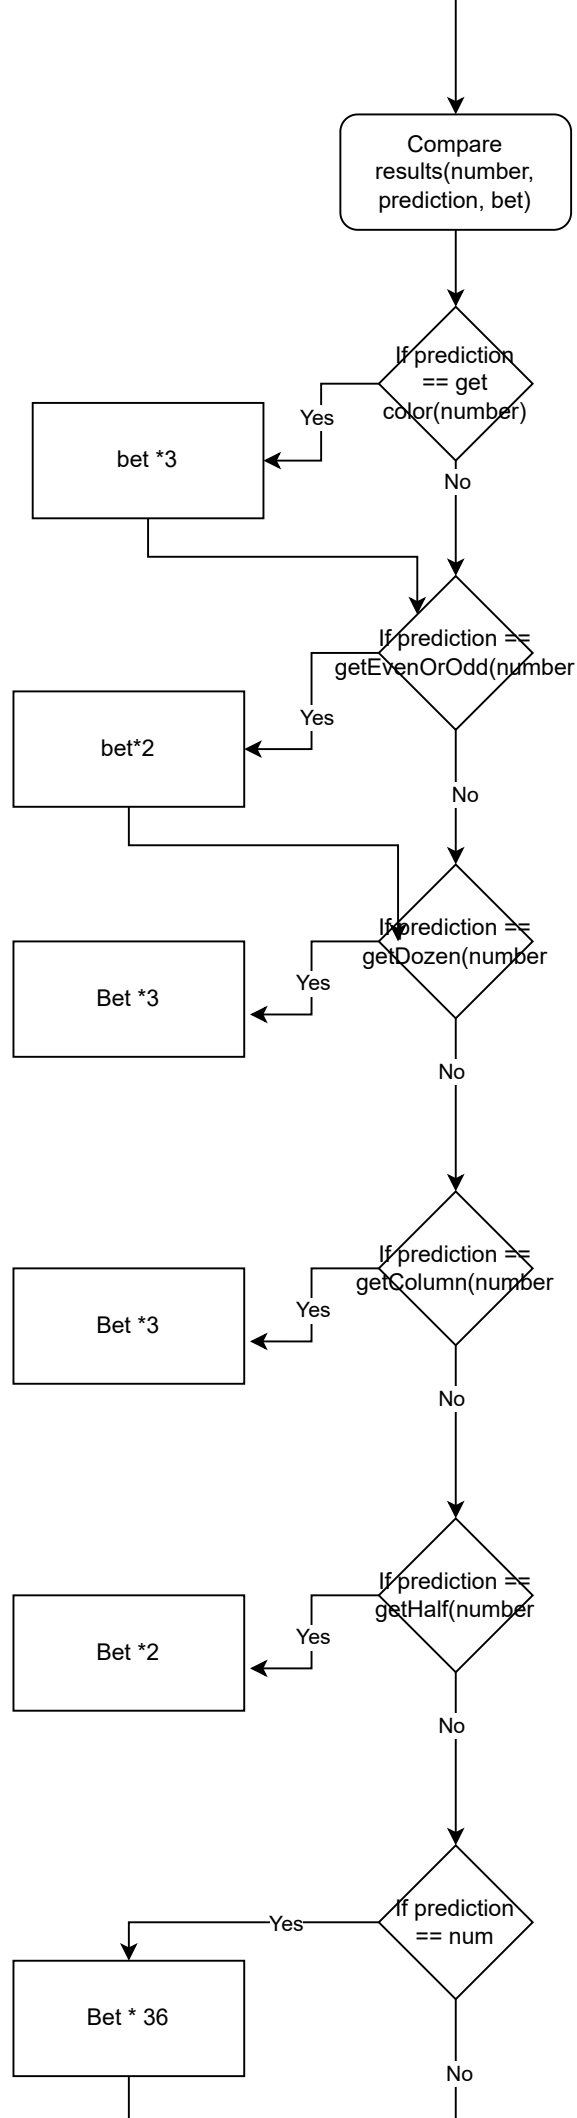 Compare
results(number,
prediction, bet)
If prediction
== get
color(number)
Yes
bet *3
No
If prediction ==
getEvenOrOdd(number
Yes
bet*2
No
If prediction ==
getDozen(number
Yes
Bet *3
No
If prediction ==
getColumn(number
Yes
Bet *3
No
If prediction ==
getHalf(number
Yes
Bet *2
No
If prediction
== num
Yes
Bet * 36
No